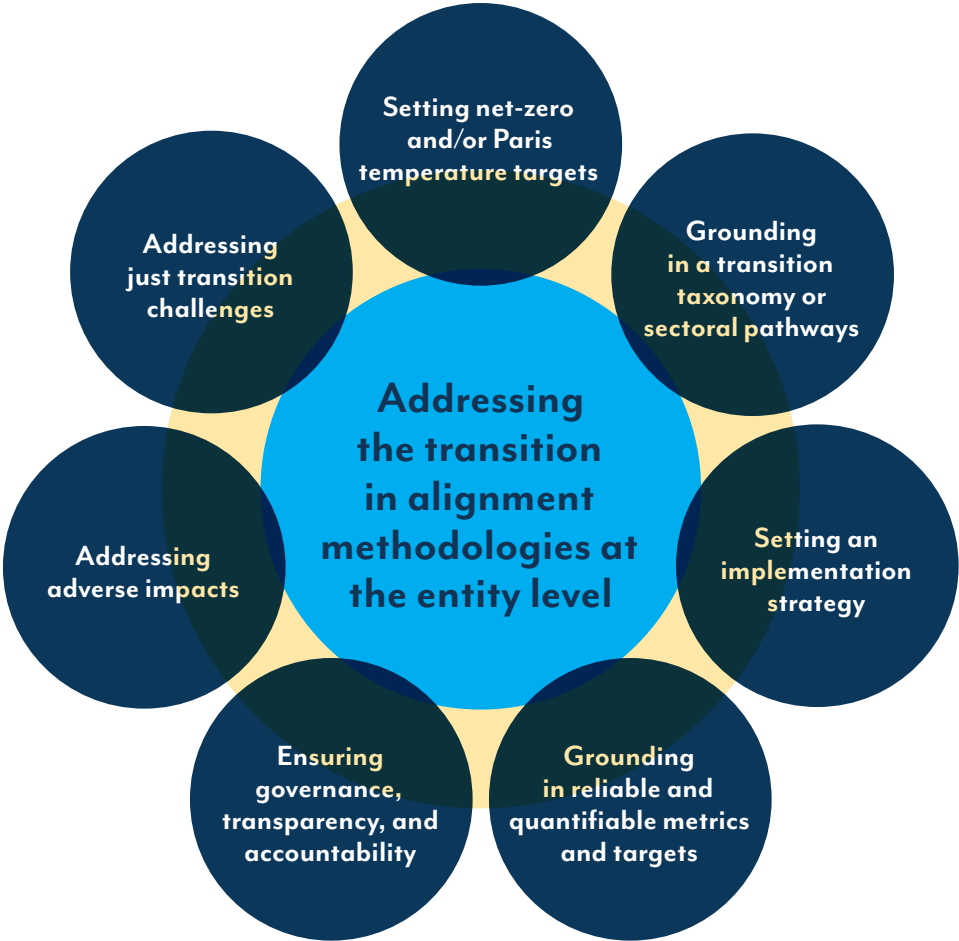 Setting net-zero
and/or Paris
temperature targets
Grounding
in a transition
taxonomy or
sectoral pathways
Setting an
implementation
strategy
Grounding
in reliable and
quantifiable metrics
and targets
Ensuring
governance,
transparency, and
accountability
Addressing
adverse impacts
Addressing
just transition
challenges
Addressing
the transition
in alignment
methodologies at
the entity level